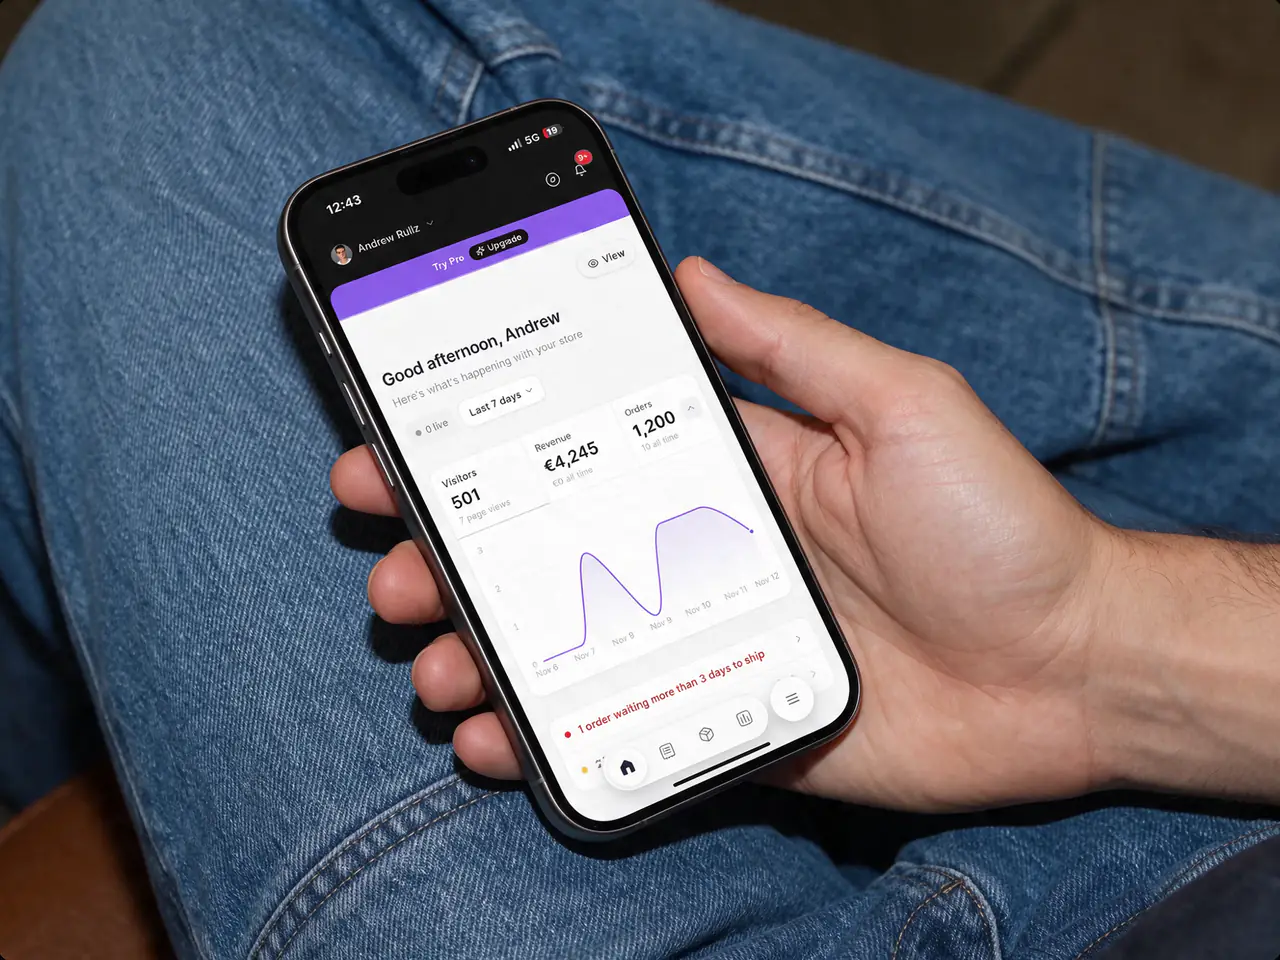 12:43
5G 19
9+
Andrew Rullz
Try Pro Upgrade
View
Good afternoon, Andrew
Here's what's happening with your store
0 live
Last 7 days
Visitors
501
7 page views
Revenue
€4,245
€0 all time
Orders
1,200
10 all time
3
2
1
0
Nov 6 Nov 7 Nov 8 Nov 9 Nov 10 Nov 11 Nov 12
1 order waiting more than 3 days to ship